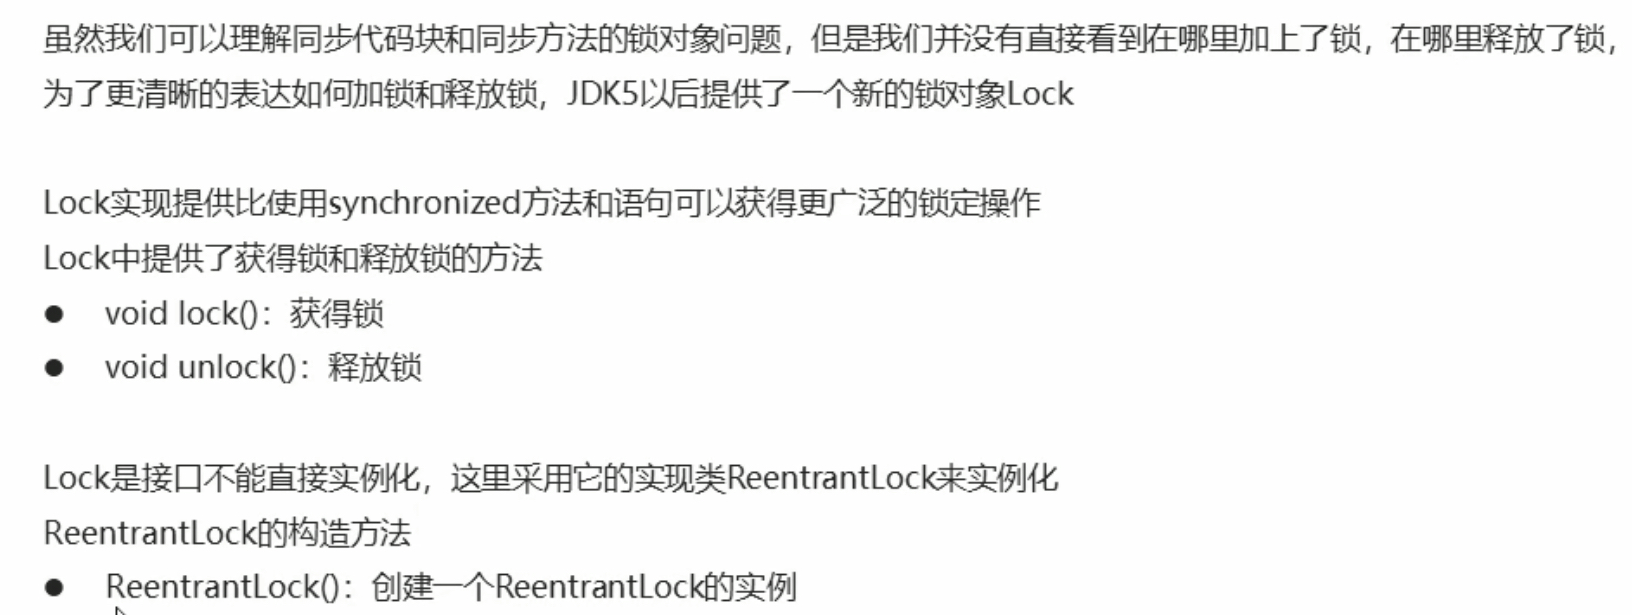 虽然我们可以理解同步代码块和同步方法的锁对象问题，但是我们并没有直接看到在哪里加上了锁，在哪里释放了锁，
为了更清晰的表达如何加锁和释放锁，JDK5以后提供了一个新的锁对象Lock
Lock实现提供比使用synchronized方法和语句可以获得更广泛的锁定操作
Lock中提供了获得锁和释放锁的方法
● void lock()：获得锁
● void unlock()：释放锁
Lock是接口不能直接实例化，这里采用它的实现类ReentrantLock来实例化
ReentrantLock的构造方法
● ReentrantLock()：创建一个ReentrantLock的实例